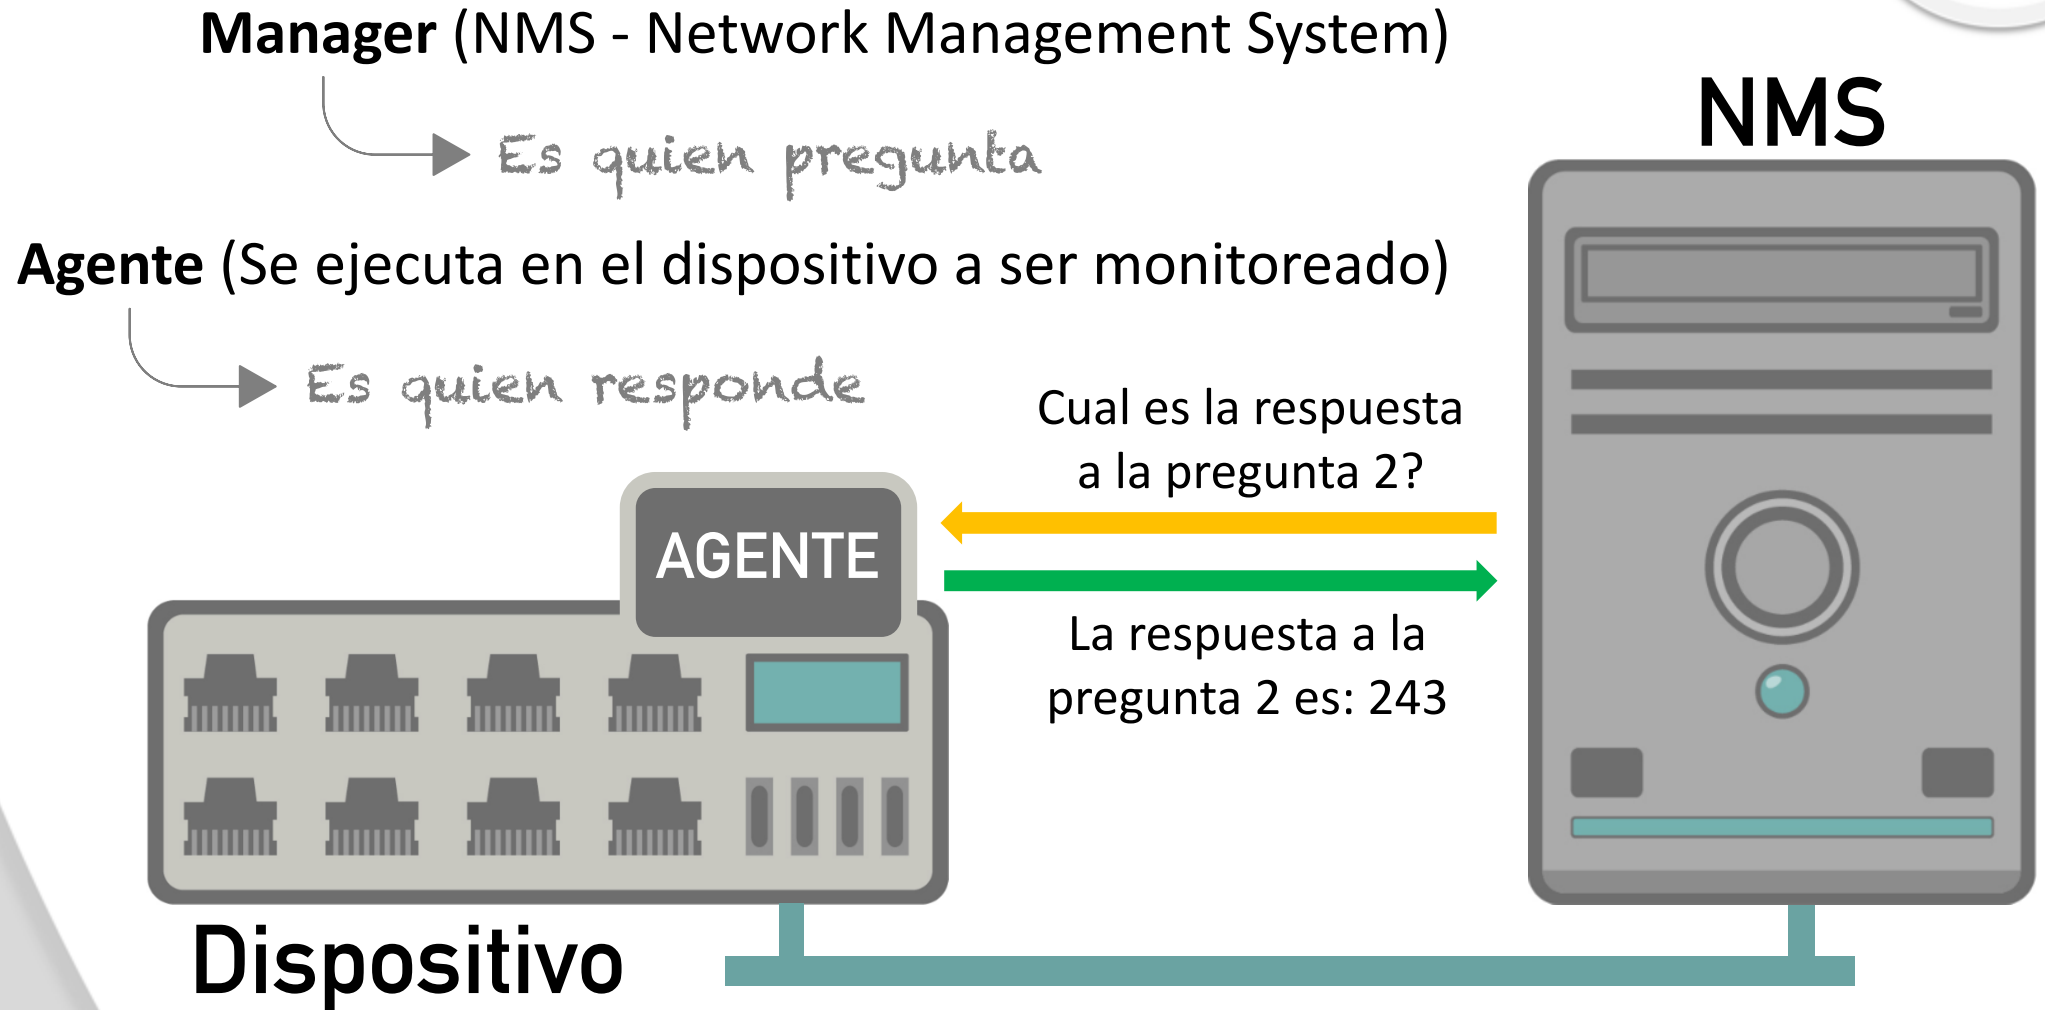 Manager (NMS - Network Management System)
Es quien pregunta
NMS
Agente (Se ejecuta en el dispositivo a ser monitoreado)
Es quien responde
Cual es la respuesta
a la pregunta 2?
AGENTE
La respuesta a la
pregunta 2 es: 243
Dispositivo